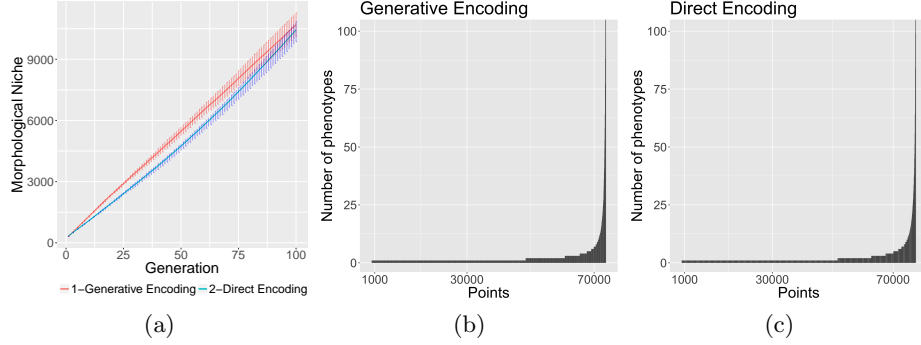 Morphological Niche
9000
6000
3000
0
0 25 50 75 100
Generation
1−Generative Encoding 2−Direct Encoding
(a)
Generative Encoding
Number of phenotypes
100
75
50
25
0
1000 30000 70000
Points
(b)
Direct Encoding
Number of phenotypes
100
75
50
25
0
1000 30000 70000
Points
(c)